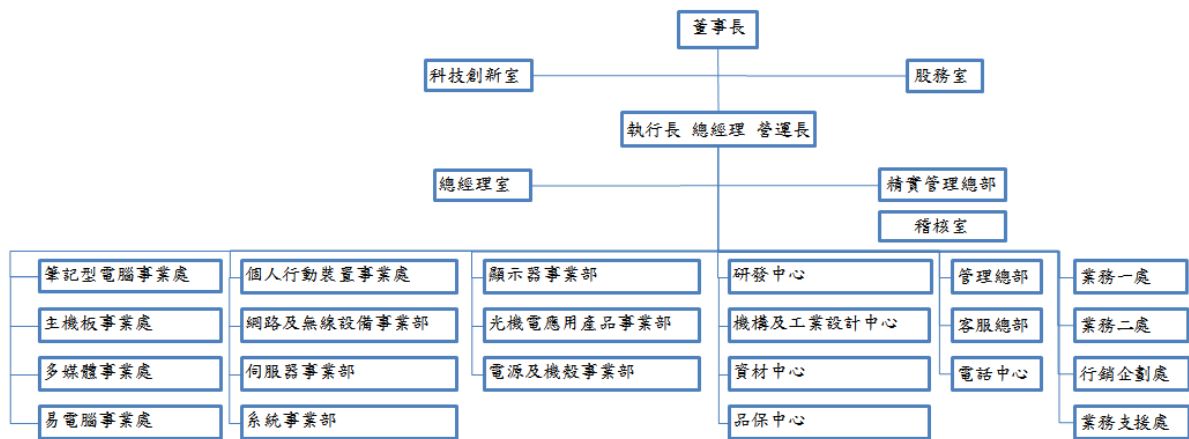 董事長
科技創新室
股務室
執行長 總經理 營運長
總經理室
精實管理總部
稽核室
筆記型電腦事業處
個人行動裝置事業處
顯示器事業部
研發中心
管理總部
業務一處
主機板事業處
網路及無線設備事業部
光機電應用產品事業部
機構及工業設計中心
客服總部
業務二處
多媒體事業處
伺服器事業部
電源及機殼事業部
資材中心
電話中心
行銷企劃處
易電腦事業處
系統事業部
品保中心
業務支援處